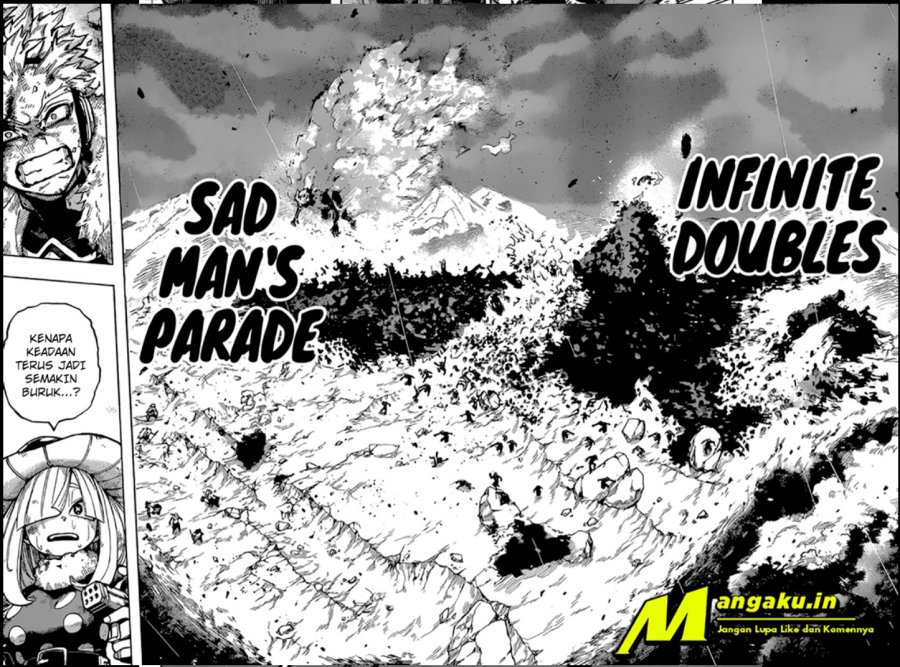 SAD
MAN'S
PARADE
INFINITE
DOUBLES
KENAPA
KEADAAN
TERUS JADI
SEMAKIN
BURUK...?
Mangaku.in
Jangan Lupa Like dan Komennya